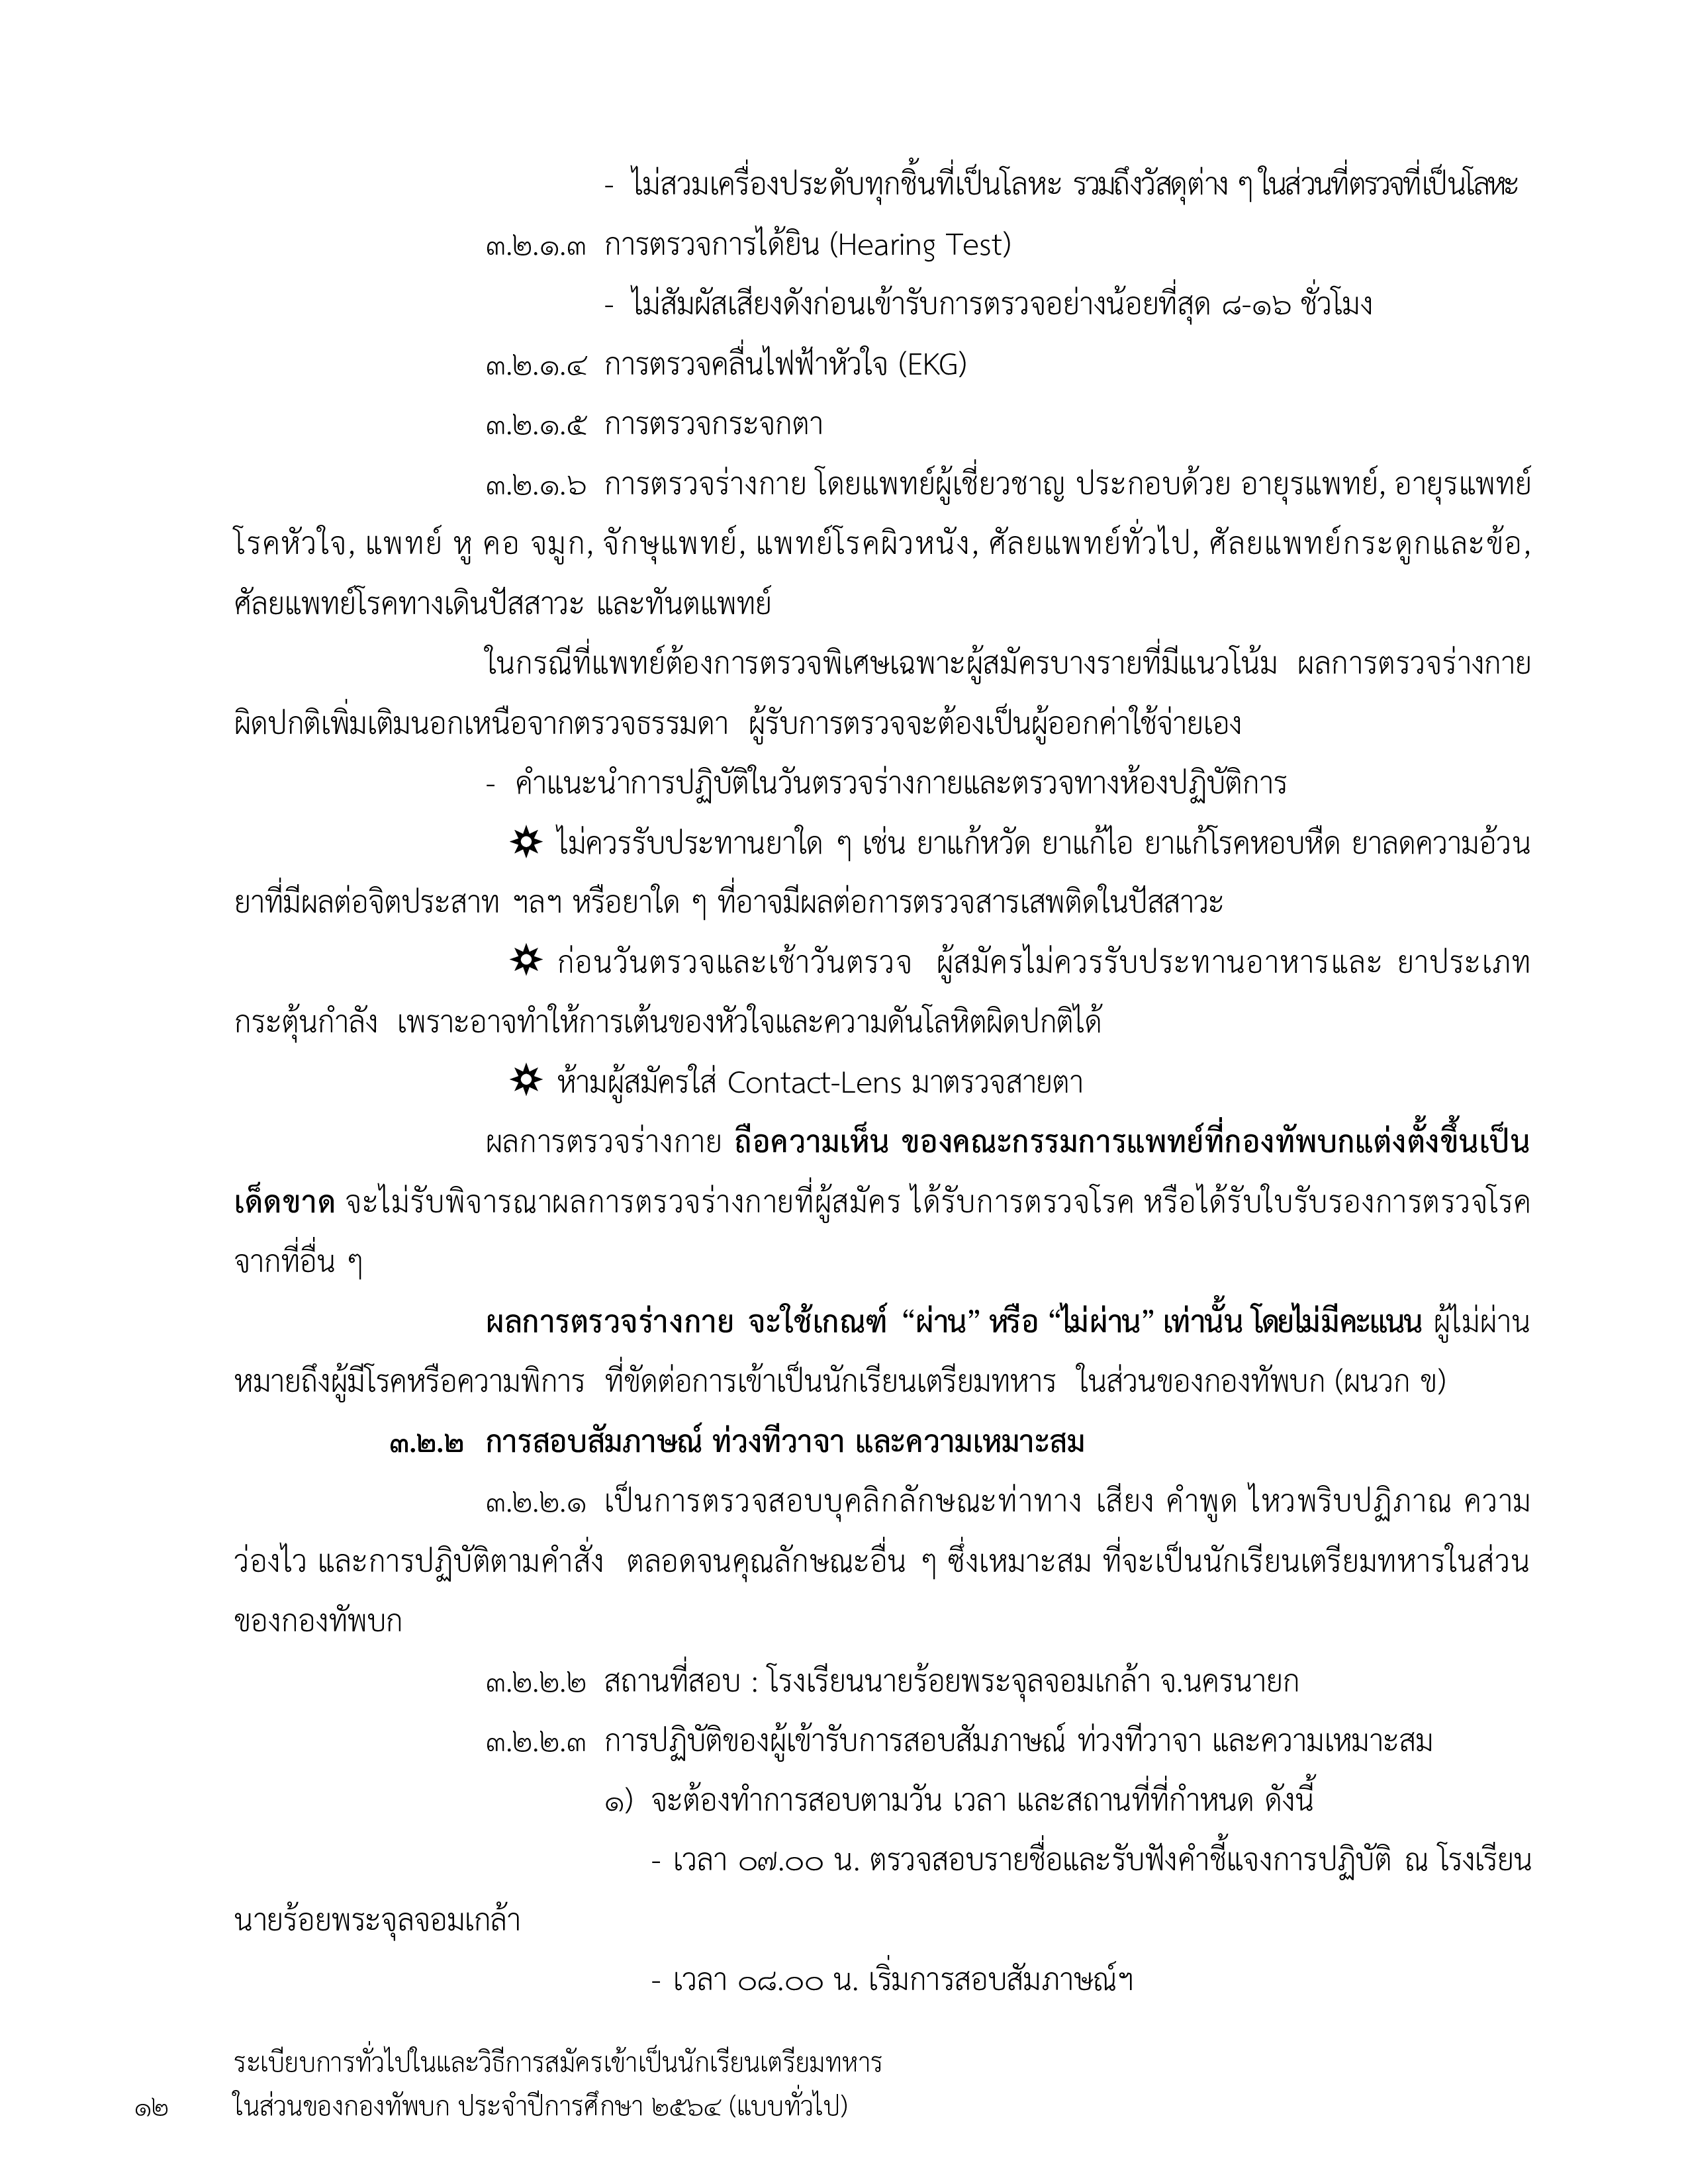 - ไม่สวมเครื่องประดับทุกชิ้นที่เป็นโลหะ รวมถึงวัสดุต่าง ๆ ในส่วนที่ตรวจที่เป็นโลหะ
๓.๒.๑.๓ การตรวจการได้ยิน (Hearing Test)
- ไม่สัมผัสเสียงดังก่อนเข้ารับการตรวจอย่างน้อยที่สุด ๘-๑๖ ชั่วโมง
๓.๒.๑.๔ การตรวจคลื่นไฟฟ้าหัวใจ (EKG)
๓.๒.๑.๕ การตรวจกระจกตา
๓.๒.๑.๖ การตรวจร่างกาย โดยแพทย์ผู้เชี่ยวชาญ ประกอบด้วย อายุรแพทย์, อายุรแพทย์
โรคหัวใจ, แพทย์ หู คอ จมูก, จักษุแพทย์, แพทย์โรคผิวหนัง, ศัลยแพทย์ทั่วไป, ศัลยแพทย์กระดูกและข้อ,
ศัลยแพทย์โรคทางเดินปัสสาวะ และทันตแพทย์
ในกรณีที่แพทย์ต้องการตรวจพิเศษเฉพาะผู้สมัครบางรายที่มีแนวโน้ม ผลการตรวจร่างกาย
ผิดปกติเพิ่มเติมนอกเหนือจากตรวจธรรมดา ผู้รับการตรวจจะต้องเป็นผู้ออกค่าใช้จ่ายเอง
- คำแนะนำการปฏิบัติในวันตรวจร่างกายและตรวจทางห้องปฏิบัติการ
ไม่ควรรับประทานยาใด ๆ เช่น ยาแก้หวัด ยาแก้ไอ ยาแก้โรคหอบหืด ยาลดความอ้วน
ยาที่มีผลต่อจิตประสาท ฯลฯ หรือยาใด ๆ ที่อาจมีผลต่อการตรวจสารเสพติดในปัสสาวะ
ก่อนวันตรวจและเช้าวันตรวจ ผู้สมัครไม่ควรรับประทานอาหารและ ยาประเภท
กระตุ้นกำลัง เพราะอาจทำให้การเต้นของหัวใจและความดันโลหิตผิดปกติได้
ห้ามผู้สมัครใส่ Contact-Lens มาตรวจสายตา
ผลการตรวจร่างกาย ถือความเห็น ของคณะกรรมการแพทย์ที่กองทัพบกแต่งตั้งขึ้นเป็น
เด็ดขาด จะไม่รับพิจารณาผลการตรวจร่างกายที่ผู้สมัคร ได้รับการตรวจโรค หรือได้รับใบรับรองการตรวจโรค
จากที่อื่น ๆ
ผลการตรวจร่างกาย จะใช้เกณฑ์ “ผ่าน” หรือ “ไม่ผ่าน” เท่านั้น โดยไม่มีคะแนน ผู้ไม่ผ่าน
หมายถึงผู้มีโรคหรือความพิการ ที่ขัดต่อการเข้าเป็นนักเรียนเตรียมทหาร ในส่วนของกองทัพบก (ผนวก ข)
๓.๒.๒ การสอบสัมภาษณ์ ท่วงทีวาจา และความเหมาะสม
๓.๒.๒.๑ เป็นการตรวจสอบบุคลิกลักษณะท่าทาง เสียง คำพูด ไหวพริบปฏิภาณ ความ
ว่องไว และการปฏิบัติตามคำสั่ง ตลอดจนคุณลักษณะอื่น ๆ ซึ่งเหมาะสม ที่จะเป็นนักเรียนเตรียมทหารในส่วน
ของกองทัพบก
๓.๒.๒.๒ สถานที่สอบ : โรงเรียนนายร้อยพระจุลจอมเกล้า จ.นครนายก
๓.๒.๒.๓ การปฏิบัติของผู้เข้ารับการสอบสัมภาษณ์ ท่วงทีวาจา และความเหมาะสม
๑) จะต้องทำการสอบตามวัน เวลา และสถานที่ที่กำหนด ดังนี้
- เวลา ๐๗.๐๐ น. ตรวจสอบรายชื่อและรับฟังคำชี้แจงการปฏิบัติ ณ โรงเรียน
นายร้อยพระจุลจอมเกล้า
- เวลา ๐๘.๐๐ น. เริ่มการสอบสัมภาษณ์ฯ
ระเบียบการทั่วไปในและวิธีการสมัครเข้าเป็นนักเรียนเตรียมทหาร
๑๒ ในส่วนของกองทัพบก ประจำปีการศึกษา ๒๕๖๔ (แบบทั่วไป)